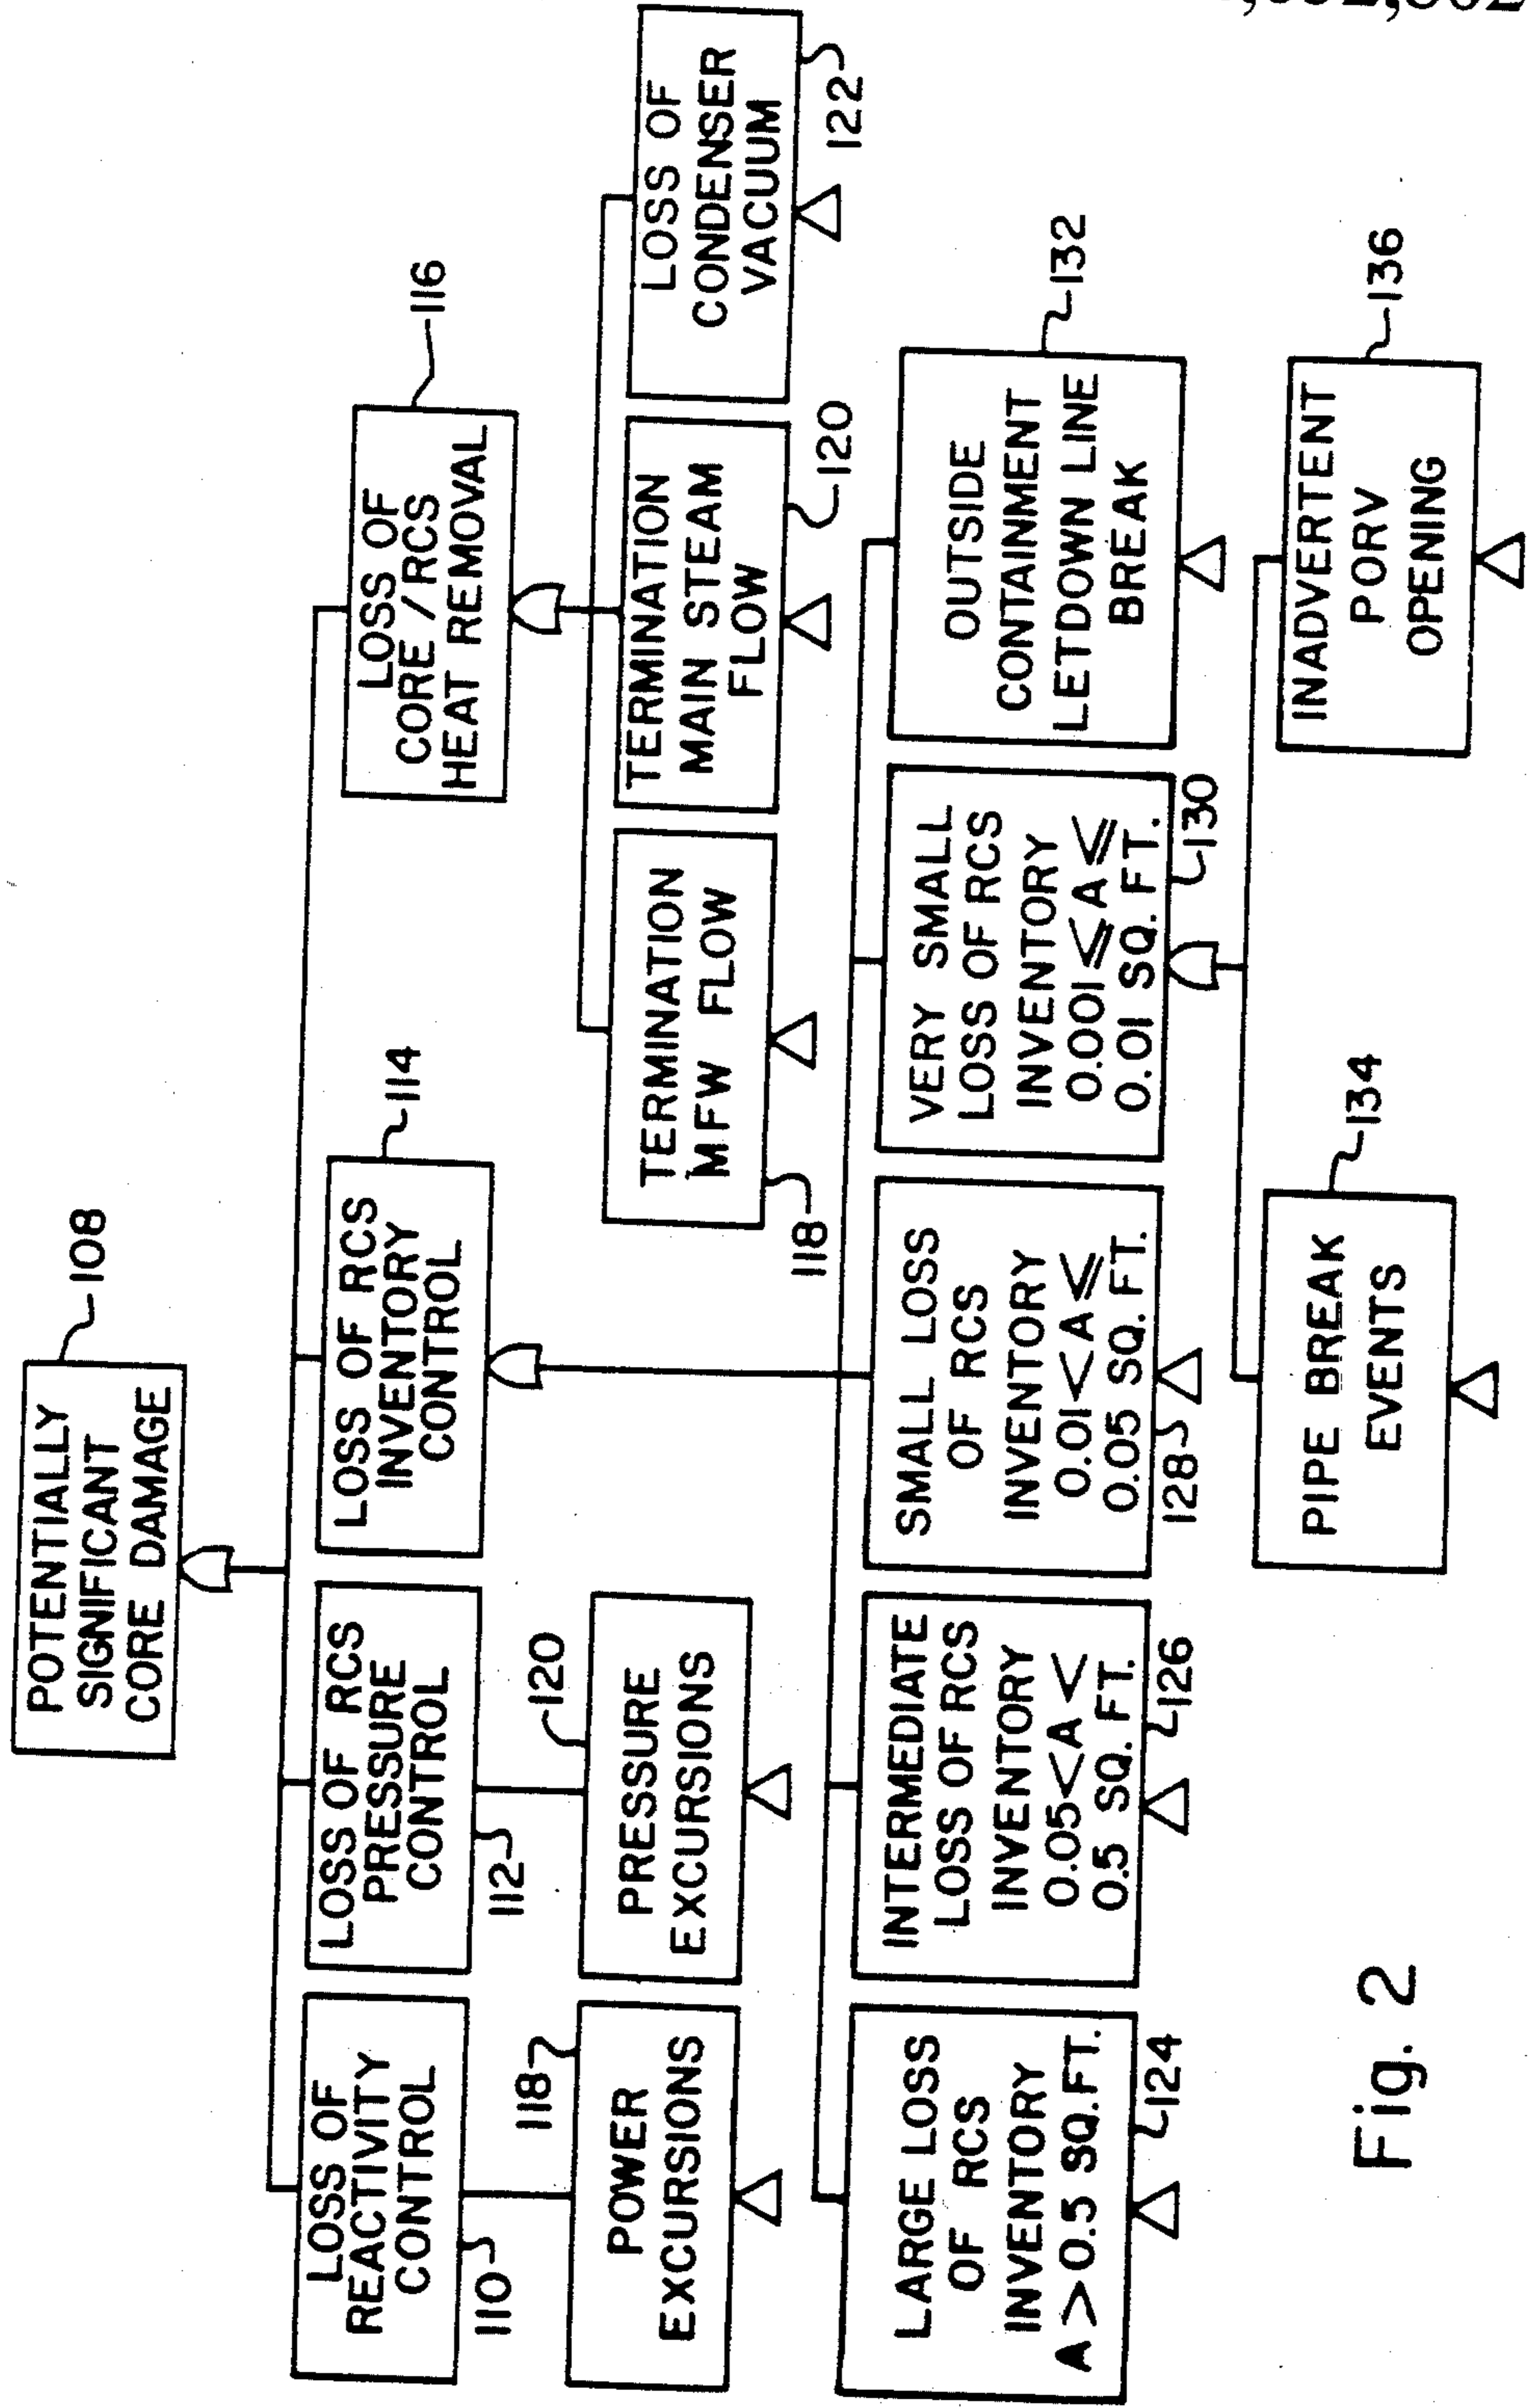 POTENTIALLY
SIGNIFICANT
CORE DAMAGE
108
LOSS OF
REACTIVITY
CONTROL
110
LOSS OF RCS
PRESSURE
CONTROL
112
LOSS OF RCS
INVENTORY
CONTROL
114
LOSS OF
CORE/RCS
HEAT REMOVAL
116
POWER
EXCURSIONS
118
PRESSURE
EXCURSIONS
120
TERMINATION
MFW FLOW
118
TERMINATION
MAIN STEAM
FLOW
120
LOSS OF
CONDENSER
VACUUM
122
LARGE LOSS
OF RCS
INVENTORY
A>0.5 SQ.FT.
124
INTERMEDIATE
LOSS OF RCS
INVENTORY
0.05<A<
0.5 SQ. FT.
126
SMALL LOSS
OF RCS
INVENTORY
0.01<A⩽
0.05 SQ. FT.
128
VERY SMALL
LOSS OF RCS
INVENTORY
0.001⩽A⩽
0.01 SQ. FT.
130
OUTSIDE
CONTAINMENT
LETDOWN LINE
BREAK
132
PIPE BREAK
EVENTS
134
INADVERTENT
PORV
OPENING
136
Fig. 2